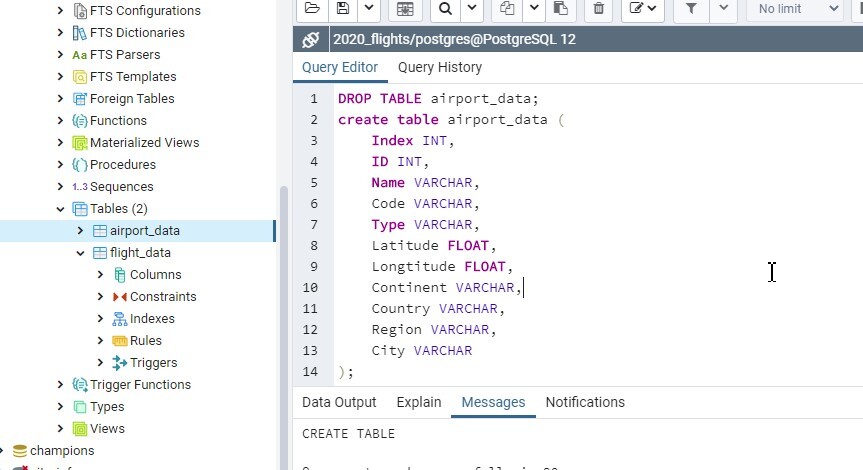 FTS Configurations
FTS Dictionaries
Aa FTS Parsers
FTS Templates
Foreign Tables
Functions
Materialized Views
Procedures
1..3 Sequences
Tables (2)
airport_data
flight_data
Columns
Constraints
Indexes
Rules
Triggers
Trigger Functions
Types
Views
champions
No limit
2020_flights/postgres@PostgreSQL 12
Query Editor Query History
1 DROP TABLE airport_data;
2 create table airport_data (
3 Index INT,
4 ID INT,
5 Name VARCHAR,
6 Code VARCHAR,
7 Type VARCHAR,
8 Latitude FLOAT,
9 Longtitude FLOAT,
10 Continent VARCHAR,
11 Country VARCHAR,
12 Region VARCHAR,
13 City VARCHAR
14 );
Data Output Explain Messages Notifications
CREATE TABLE